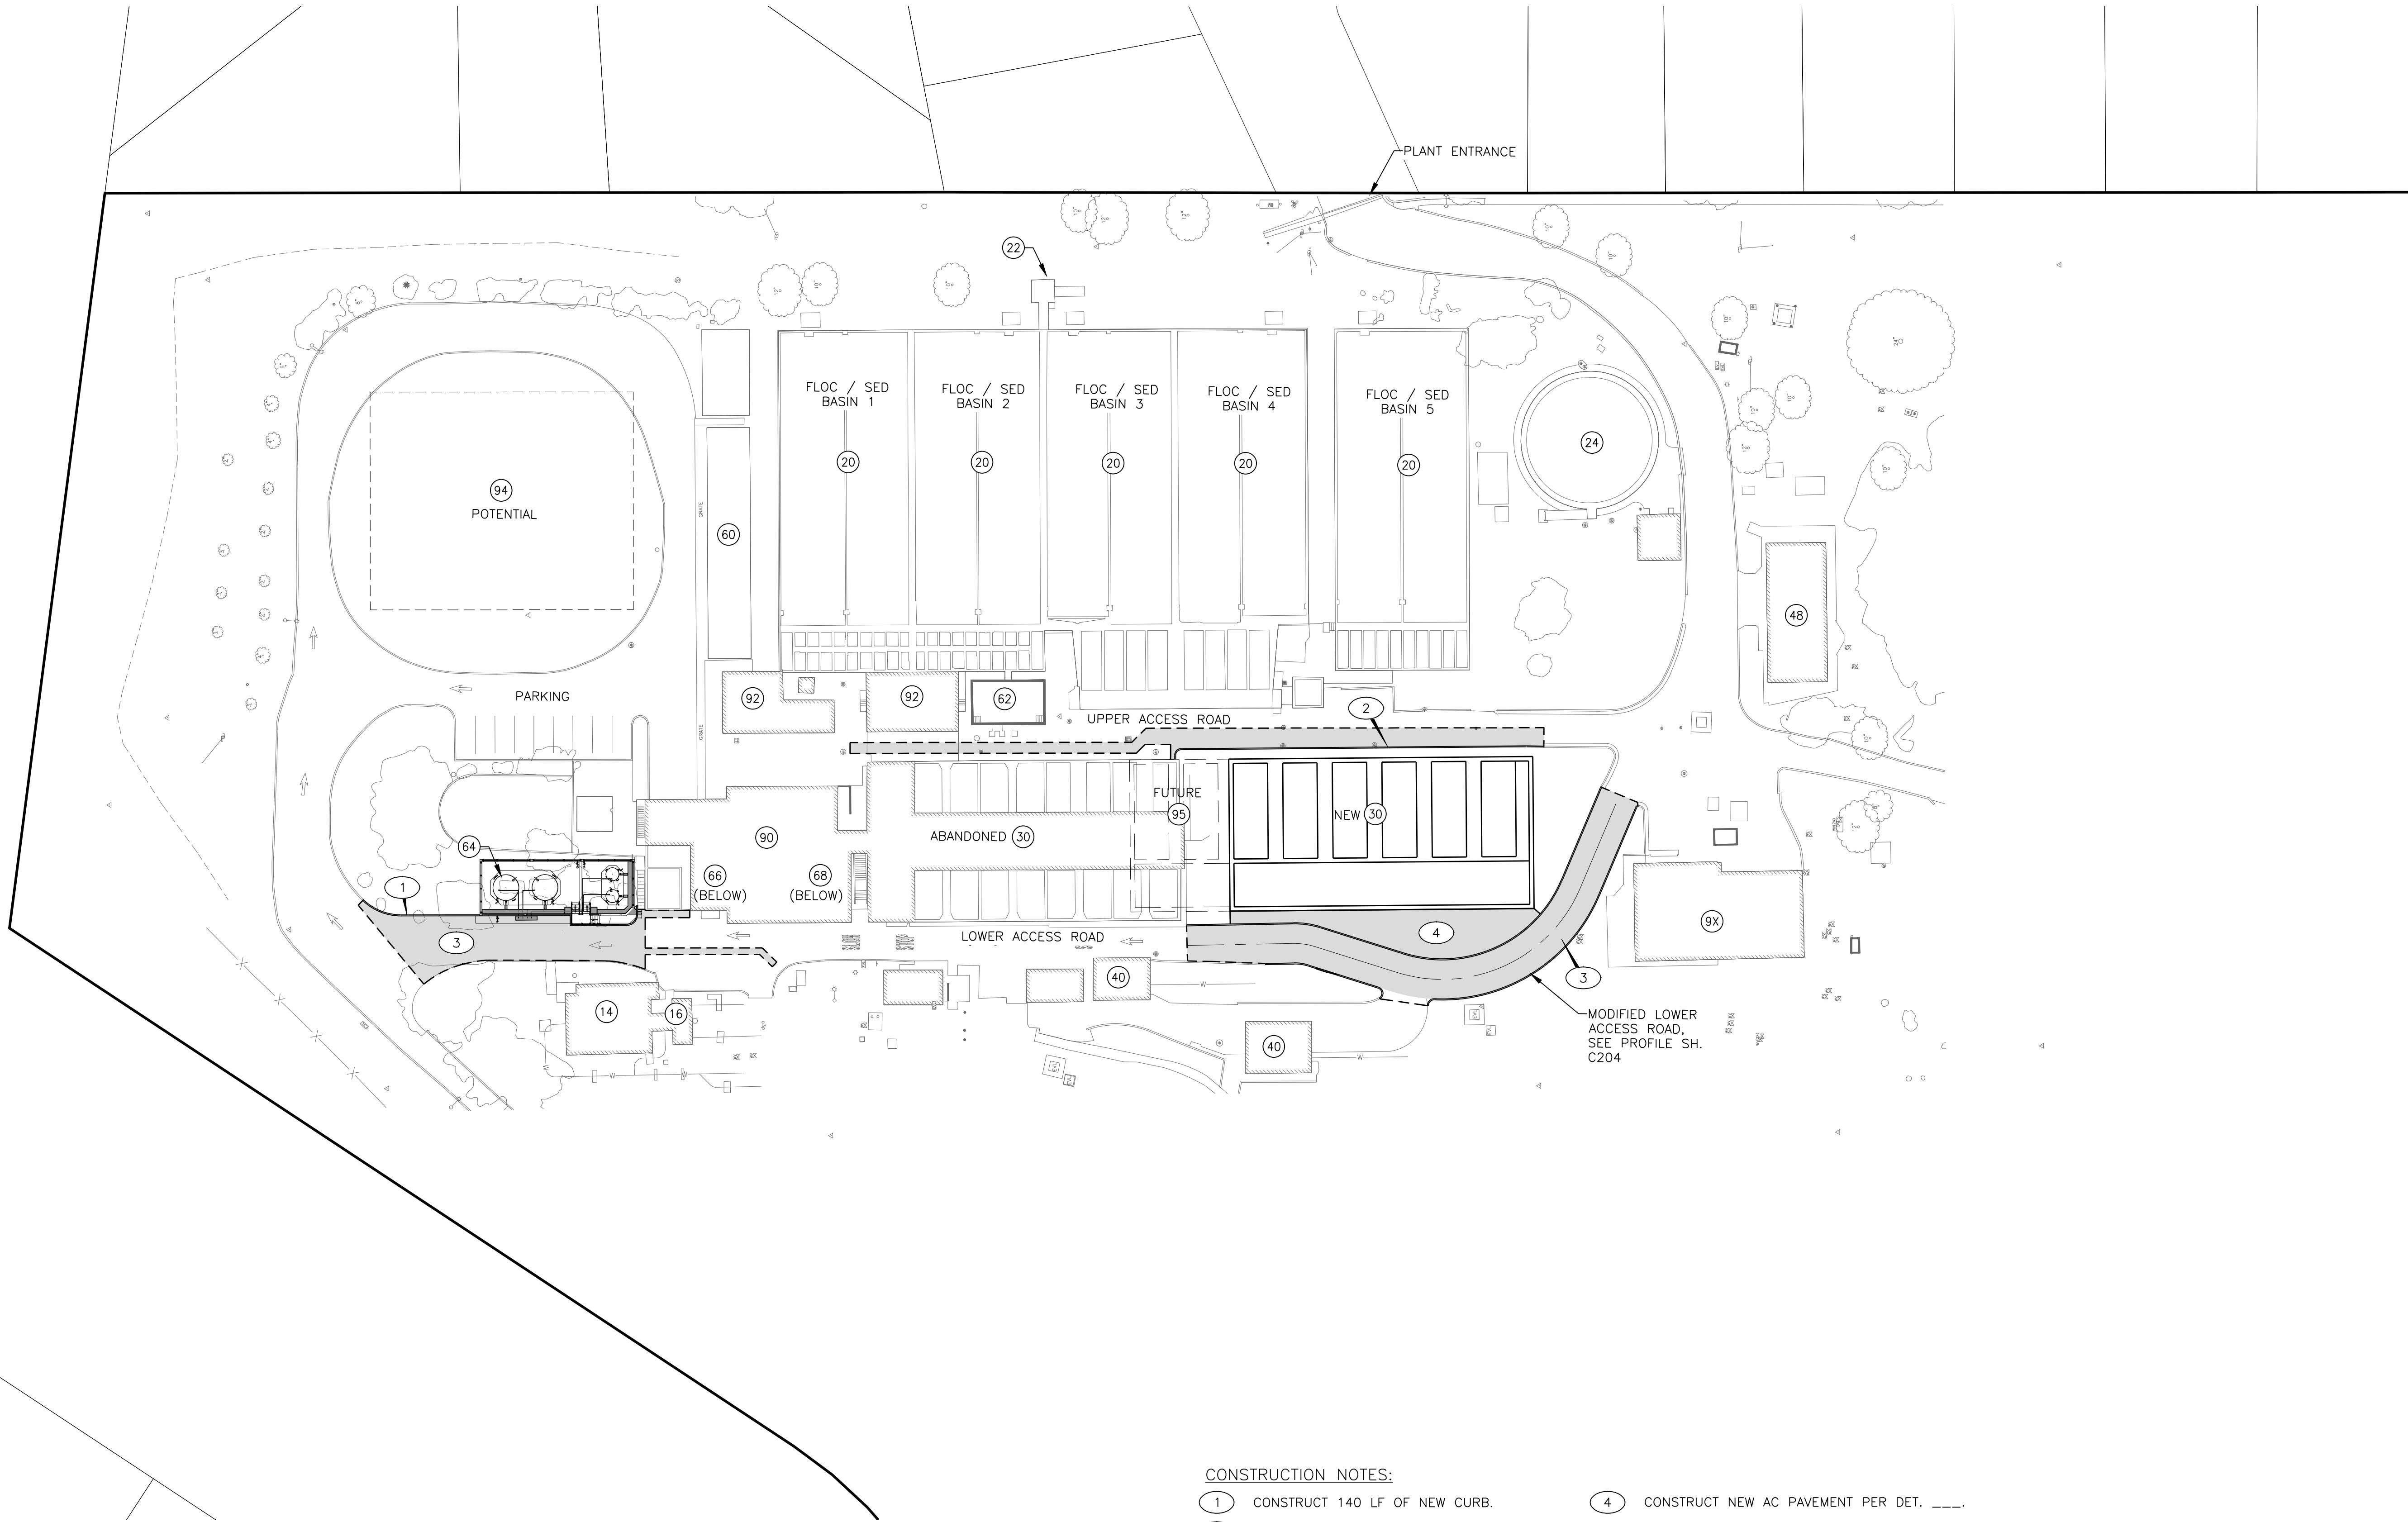 PLANT ENTRANCE
22
FLOC / SED
BASIN 1
FLOC / SED
BASIN 2
FLOC / SED
BASIN 3
FLOC / SED
BASIN 4
FLOC / SED
BASIN 5
20
20
20
20
20
24
94
POTENTIAL
GRATE
60
48
PARKING
92
92
62
GRATE
UPPER ACCESS ROAD
2
FUTURE
95
NEW 30
90
ABANDONED 30
64
66
(BELOW)
68
(BELOW)
1
3
LOWER ACCESS ROAD
4
9X
3
40
14
16
40
W
W
W
W
W
MODIFIED LOWER
ACCESS ROAD,
SEE PROFILE SH.
C204
CONSTRUCTION NOTES:
1 CONSTRUCT 140 LF OF NEW CURB.
4 CONSTRUCT NEW AC PAVEMENT PER DET. ___.